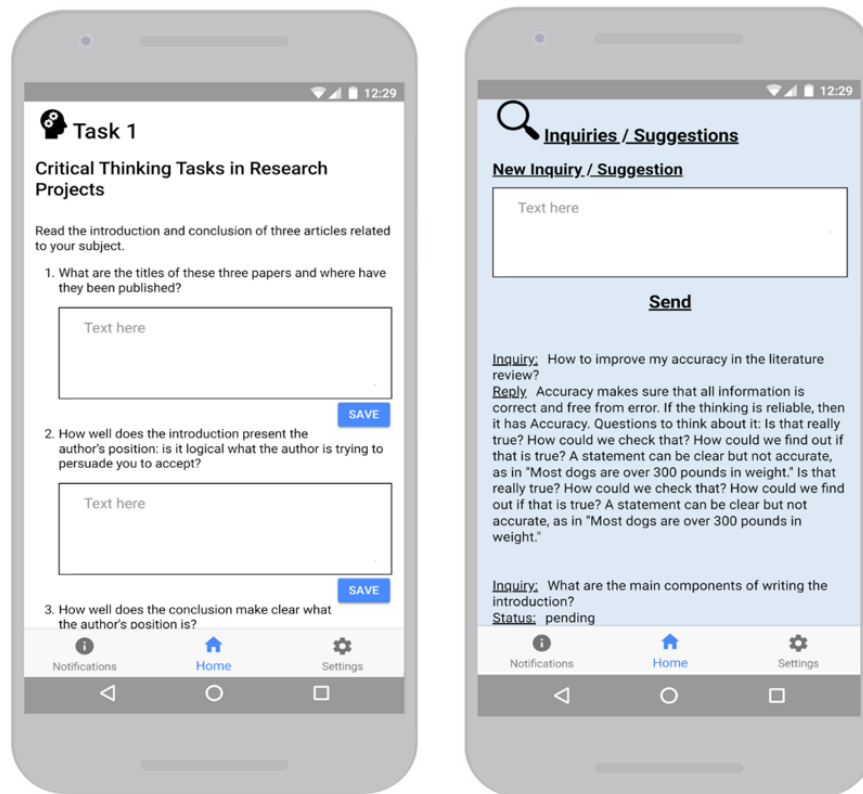 12:29
Task 1
Critical Thinking Tasks in Research
Projects
Read the introduction and conclusion of three articles related
to your subject.
1. What are the titles of these three papers and where have
they been published?
Text here
SAVE
2. How well does the introduction present the
author's position: is it logical what the author is trying to
persuade you to accept?
Text here
SAVE
3. How well does the conclusion make clear what
the author's position is?
Notifications
Home
Settings
12:29
Inquiries / Suggestions
New Inquiry / Suggestion
Text here
Send
Inquiry: How to improve my accuracy in the literature
review?
Reply Accuracy makes sure that all information is
correct and free from error. If the thinking is reliable, then
it has Accuracy. Questions to think about it: Is that really
true? How could we check that? How could we find out if
that is true? A statement can be clear but not accurate,
as in "Most dogs are over 300 pounds in weight." Is that
really true? How could we check that? How could we find
out if that is true? A statement can be clear but not
accurate, as in "Most dogs are over 300 pounds in
weight."
Inquiry: What are the main components of writing the
introduction?
Status: pending
Notifications
Home
Settings